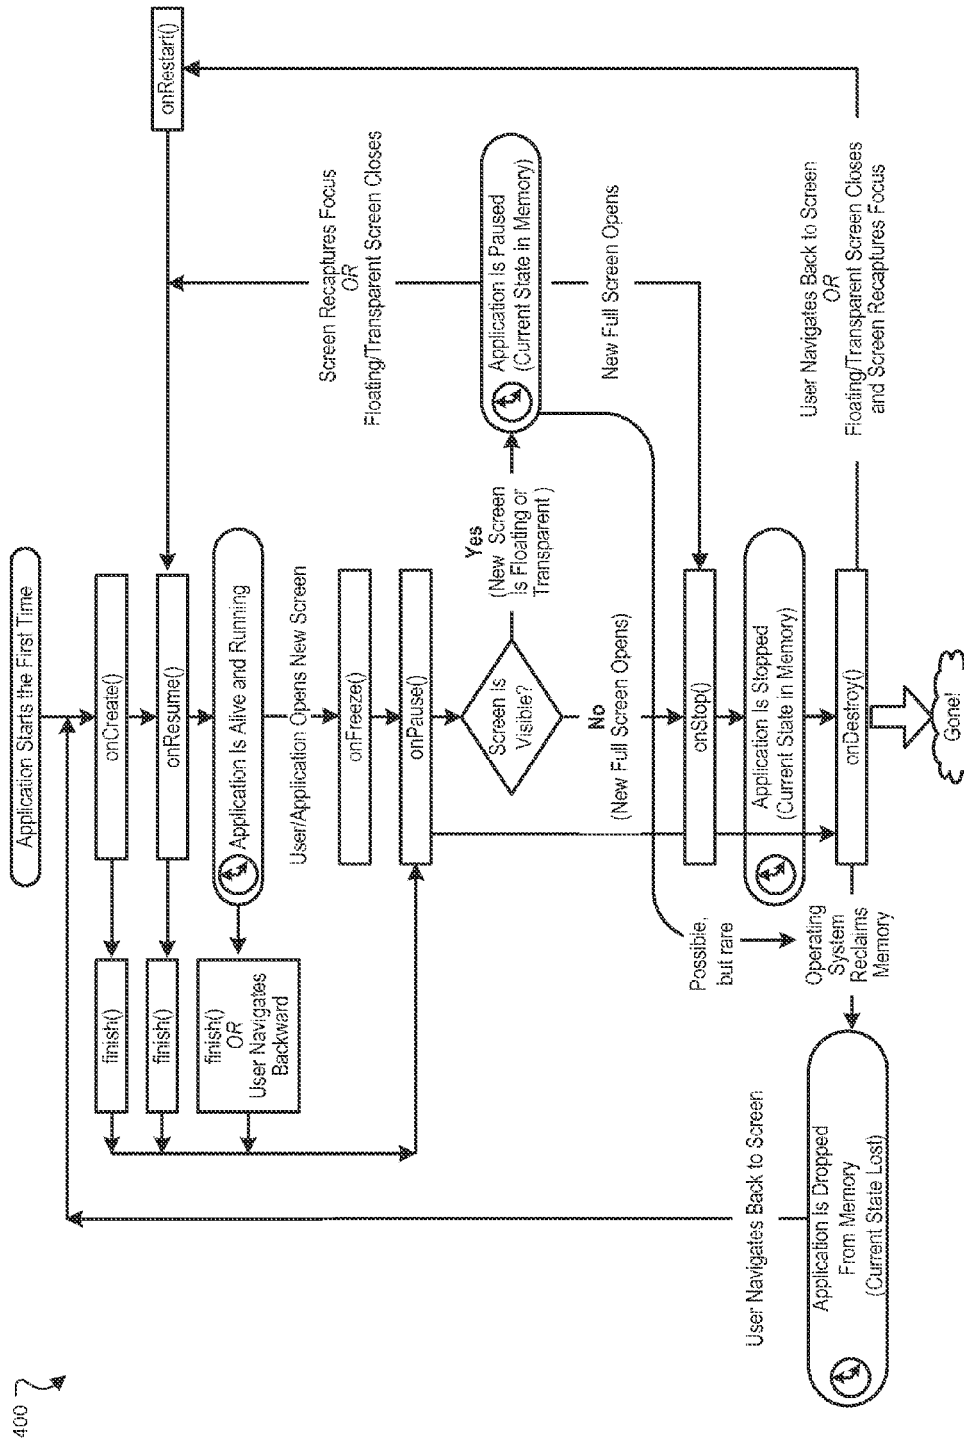 400
Application Starts the First Time
onCreate()
finish()
onResume()
finish()
onRestart()
Application Is Alive and Running
finish()
OR
User Navigates
Backward
User/Application Opens New Screen
onFreeze()
onPause()
Screen Is
Visible?
Yes
(New Screen
is Floating or
Transparent )
Application Is Paused
(Current State in Memory)
Screen Recaptures Focus
OR
Floating/Transparent Screen Closes
No
(New Full Screen Opens)
New Full Screen Opens
onStop()
Possible,
but rare
Application Is Stopped
(Current State in Memory)
User Navigates Back to Screen
OR
Floating/Transparent Screen Closes
and Screen Recaptures Focus
onDestroy()
Operating
System
Reclaims
Memory
User Navigates Back to Screen
Application Is Dropped
From Memory
(Current State Lost)
Gone!